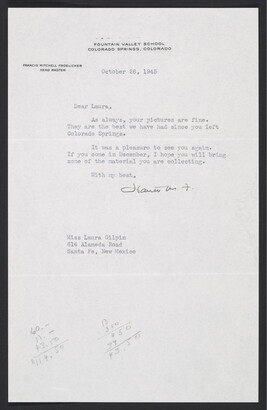 FOUNTAIN VALLEY SCHOOL
COLORADO SPRINGS, COLORADO
FRANCIS MITCHELL FROELICHER
HEAD MASTER
October 26, 1945
Dear Laura,
As always, your pictures are fine.
They are the best we have had since you left
Colorado Springs.
It was a pleasure to see you again.
If you come in December, I hope you will bring
some of the material you are collecting.
With my best,
Francis M. F.
Miss Laura Gilpin
614 Alameda Road
Santa Fe, New Mexico
60.-